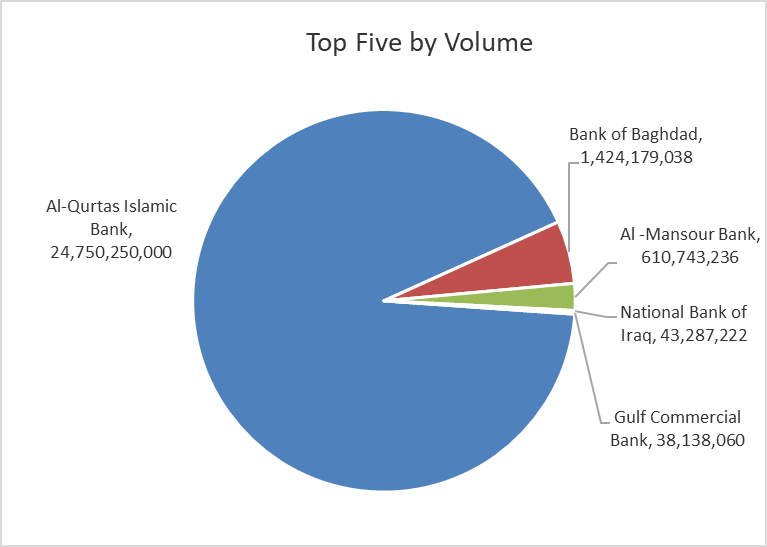 Top Five by Volume
Bank of Baghdad,
1,424,179,038
Al-Qurtas Islamic
Bank,
24,750,250,000
Al -Mansour Bank,
610,743,236
National Bank of
Iraq, 43,287,222
Gulf Commercial
Bank, 38,138,060